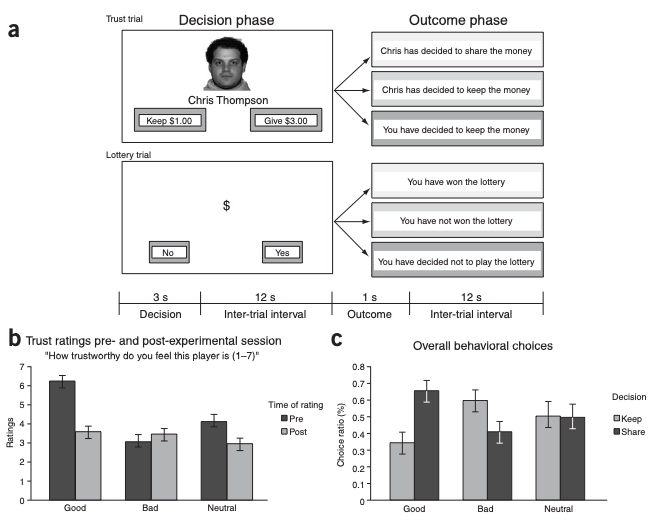 a
Trust trial
Decision phase
Outcome phase
Chris Thompson
Keep $1.00
Give $3.00
Chris has decided to share the money
Chris has decided to keep the money
You have decided to keep the money
Lottery trial
$
No
Yes
You have won the lottery
You have not won the lottery
You have decided not to play the lottery
3 s
12 s
1 s
12 s
Decision
Inter-trial interval
Outcome
Inter-trial interval
b
Trust ratings pre- and post-experimental session
"How trustworthy do you feel this player is (1–7)"
7
6
5
4
3
2
1
0
Ratings
Good
Bad
Neutral
Time of rating
Pre
Post
c
Overall behavioral choices
0.8
0.7
0.6
0.5
0.4
0.3
0.2
0.1
0
Choice ratio (%)
Good
Bad
Neutral
Decision
Keep
Share